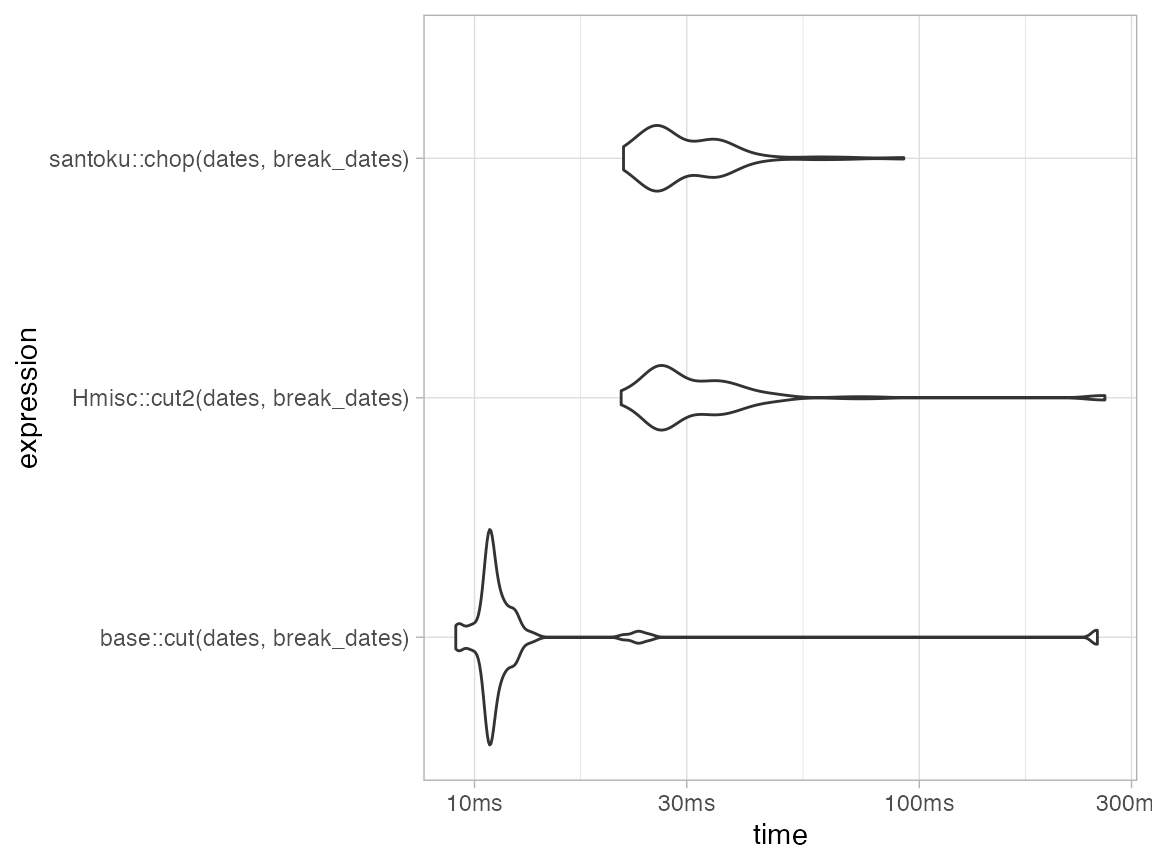 santoku::chop(dates, break_dates)
Hmisc::cut2(dates, break_dates)
base::cut(dates, break_dates)
expression
10ms
30ms
100ms
300m
time